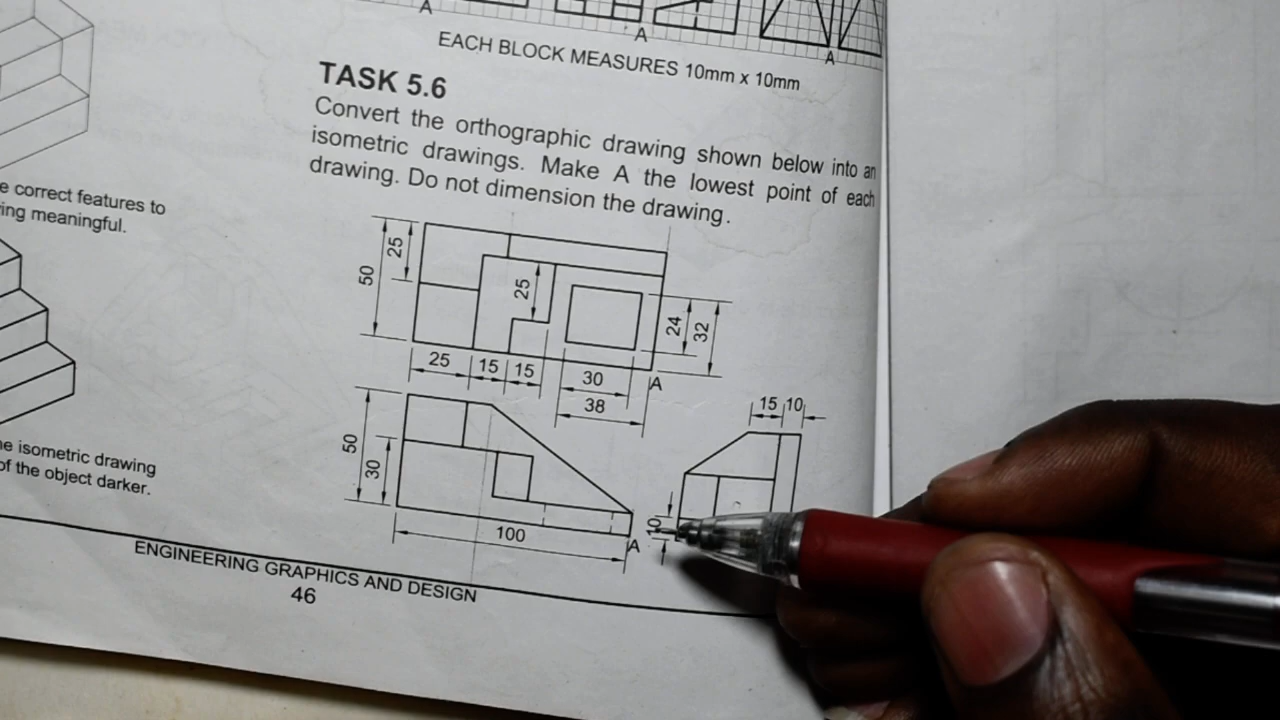 A
A
A
EACH BLOCK MEASURES 10mm x 10mm
TASK 5.6
Convert the orthographic drawing shown below into an
isometric drawings. Make A the lowest point of each
drawing. Do not dimension the drawing.
e correct features to
ing meaningful.
50
25
25
24
32
25
15
15
30
38
A
50
30
100
A
15
10
10
e isometric drawing
of the object darker.
ENGINEERING GRAPHICS AND DESIGN
46